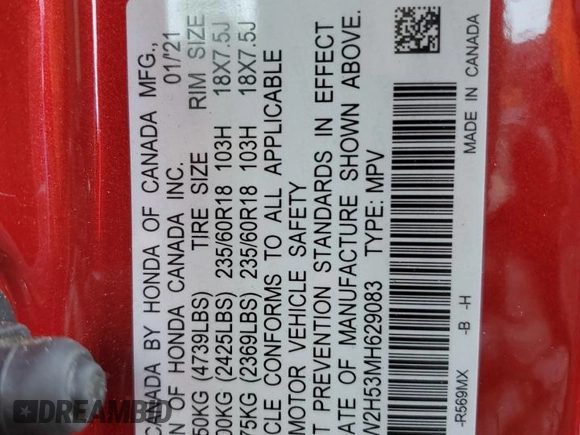 CANADA BY HONDA OF CANADA MFG.,
ON OF HONDA CANADA INC. 01/'21
50KG (4739LBS) TIRE SIZE RIM SIZE
00KG (2425LBS) 235/60R18 103H 18X7.5J
75KG (2369LBS) 235/60R18 103H 18X7.5J
CLE CONFORMS TO ALL APPLICABLE
MOTOR VEHICLE SAFETY
T PREVENTION STANDARDS IN EFFECT
ATE OF MANUFACTURE SHOWN ABOVE.
W2H53MH629083 TYPE: MPV
-R569MX -B -H MADE IN CANADA
DREAMBID